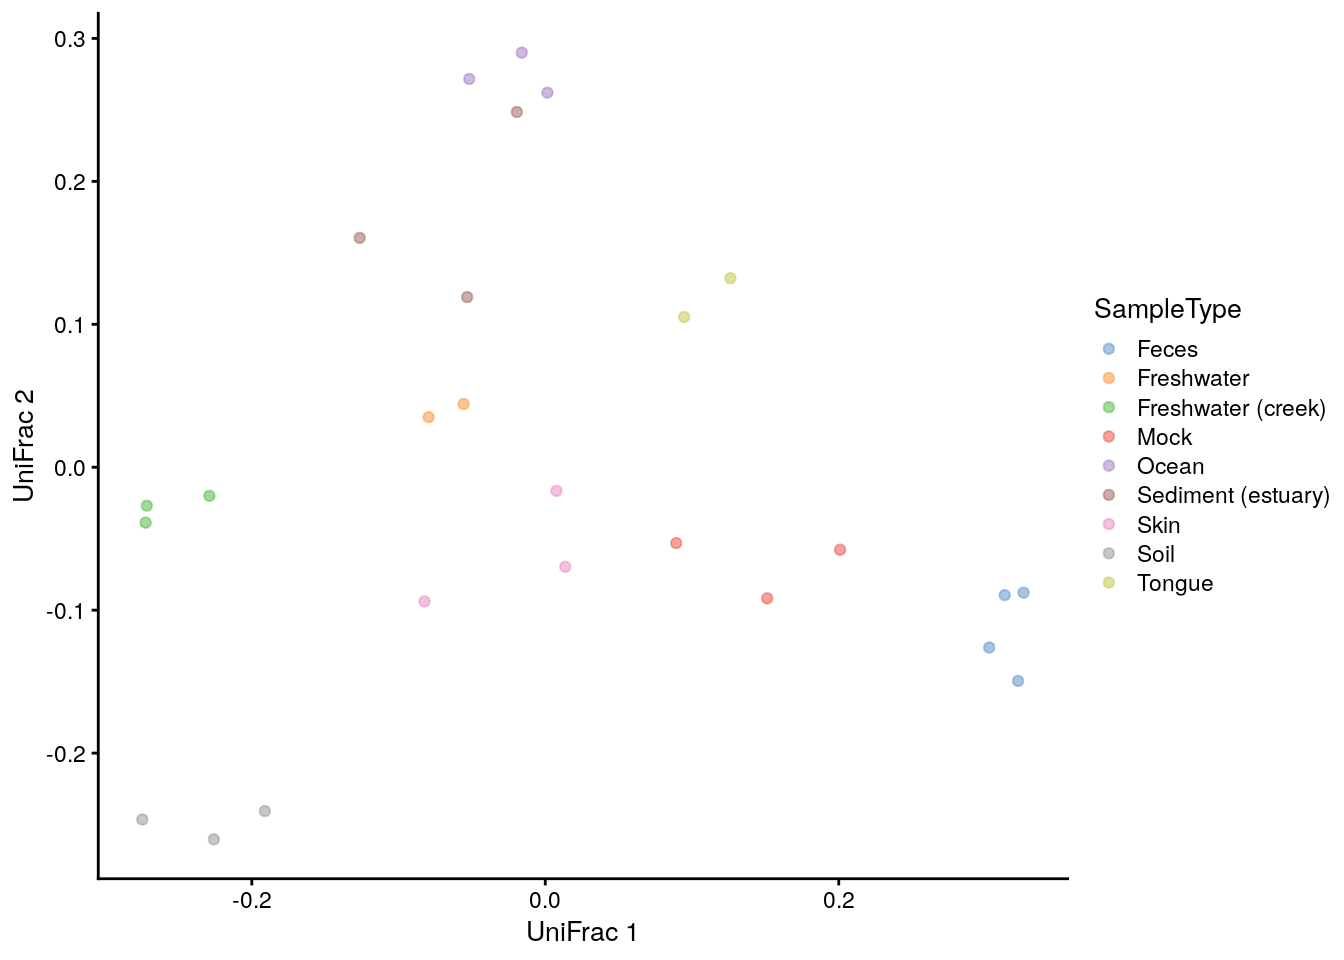 0.3
0.2
0.1
0.0
-0.1
-0.2
UniFrac 2
-0.2
0.0
0.2
UniFrac 1
SampleType
Feces
Freshwater
Freshwater (creek)
Mock
Ocean
Sediment (estuary)
Skin
Soil
Tongue